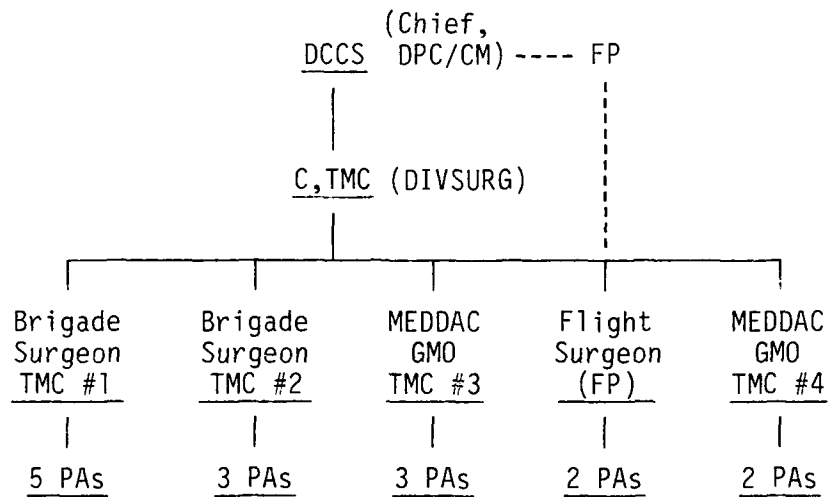 (Chief,
DCCS DPC/CM) ---- FP
C,TMC (DIVSURG)
Brigade Brigade MEDDAC Flight MEDDAC
Surgeon Surgeon GMO Surgeon GMO
TMC #1 TMC #2 TMC #3 (FP) TMC #4
5 PAs 3 PAs 3 PAs 2 PAs 2 PAs